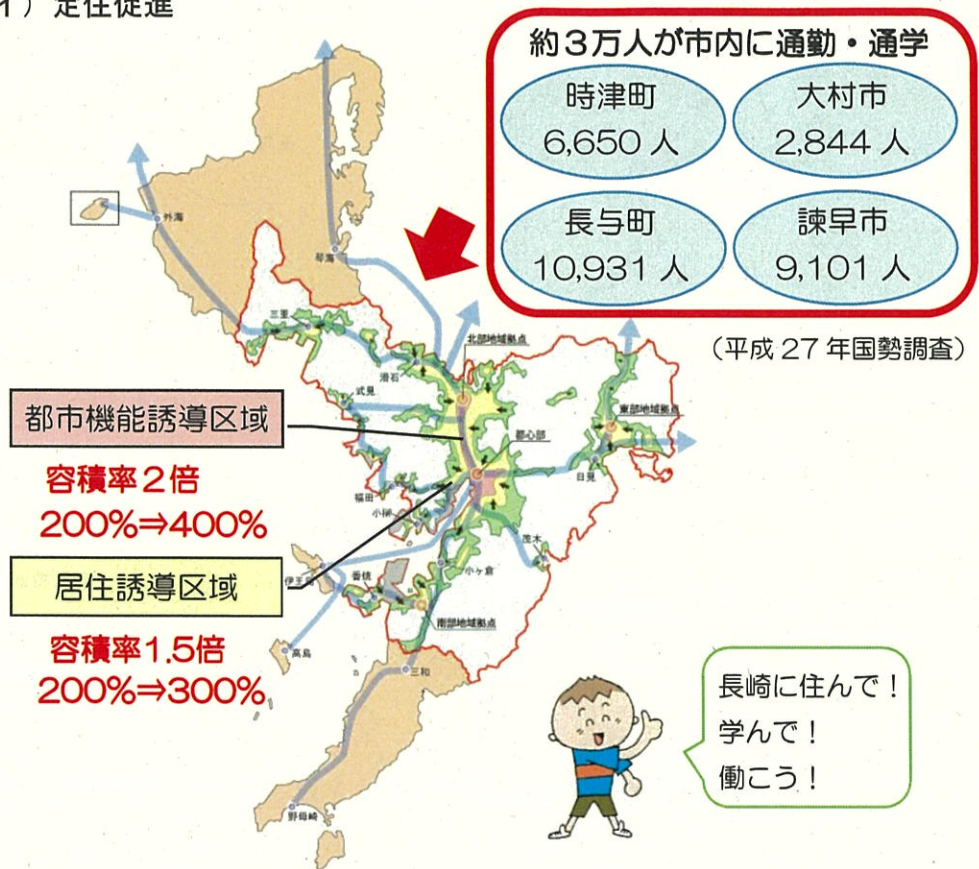 1）定住促進
約３万人が市内に通勤・通学
時津町
6,650 人
大村市
2,844 人
長与町
10,931 人
諫早市
9,101 人
（平成 27 年国勢調査）
外海
琴海
三重
滑石
北部地域拠点
式見
都市機能誘導区域
都心部
東部地域拠点
容積率２倍
200%⇒400%
福田
小榊
日見
茂木
居住誘導区域
伊王島
香焼
小ヶ倉
南部地域拠点
容積率1.5倍
200%⇒300%
高島
三和
野母崎
長崎に住んで！
学んで！
働こう！